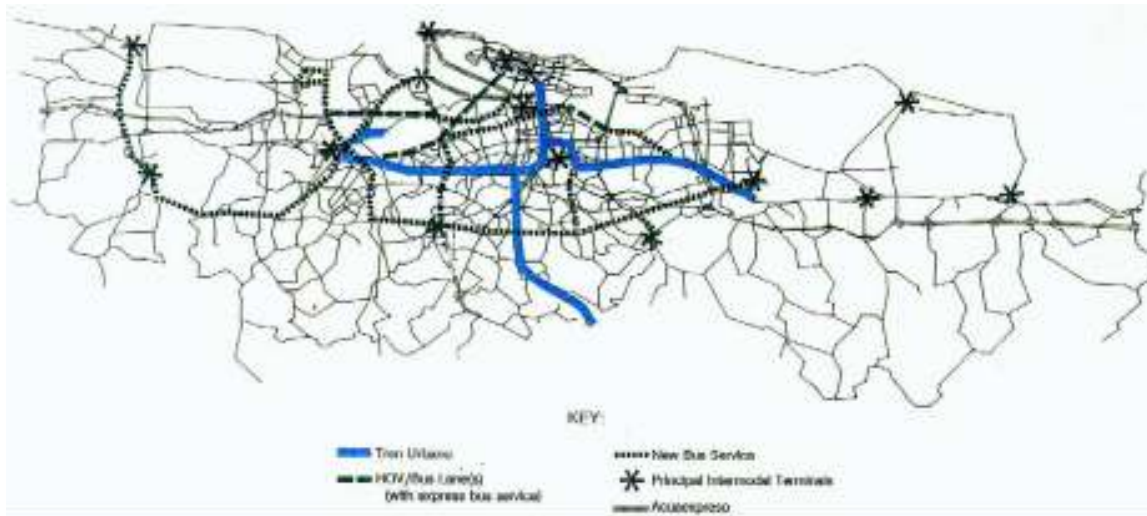 KEY:
Tren Urbano
HOV/Bus Lane(s)
(with express bus service)
New Bus Service
Principal Intermodal Terminals
Acuaexpreso